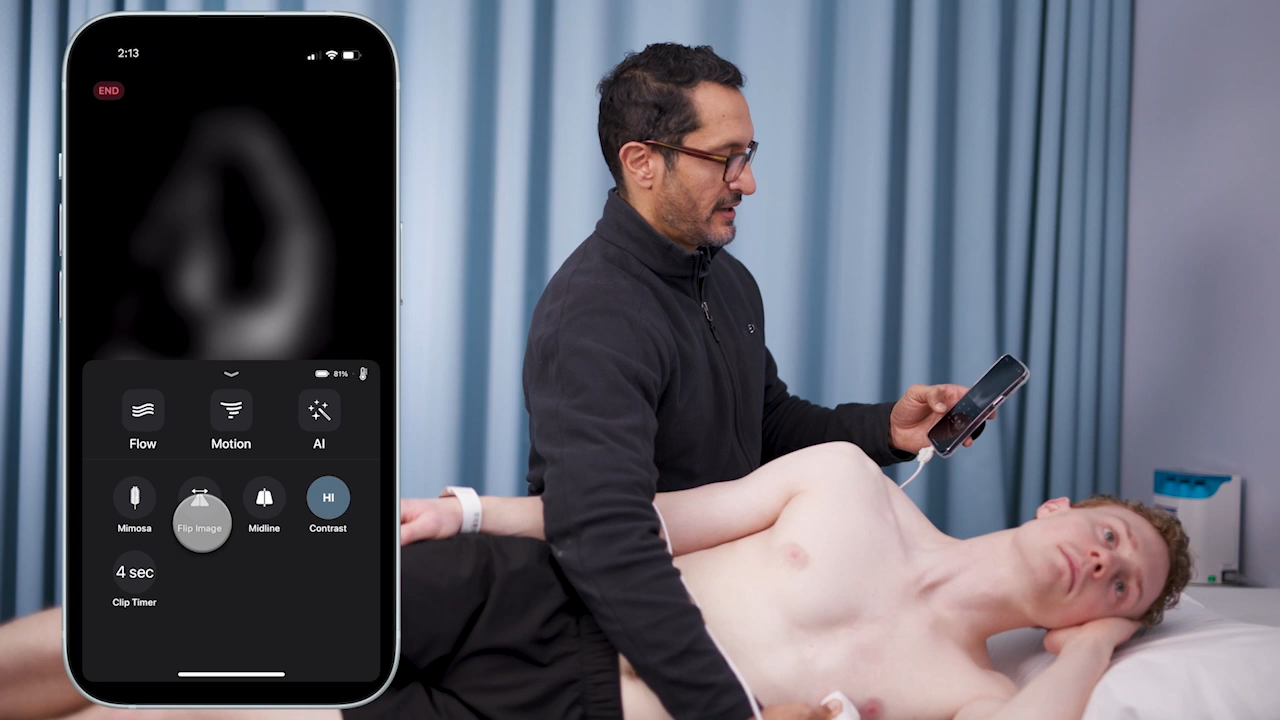 2:13
END
81%
Flow Motion AI
HI
Mimosa Flip Image Midline Contrast
4 sec
Clip Timer